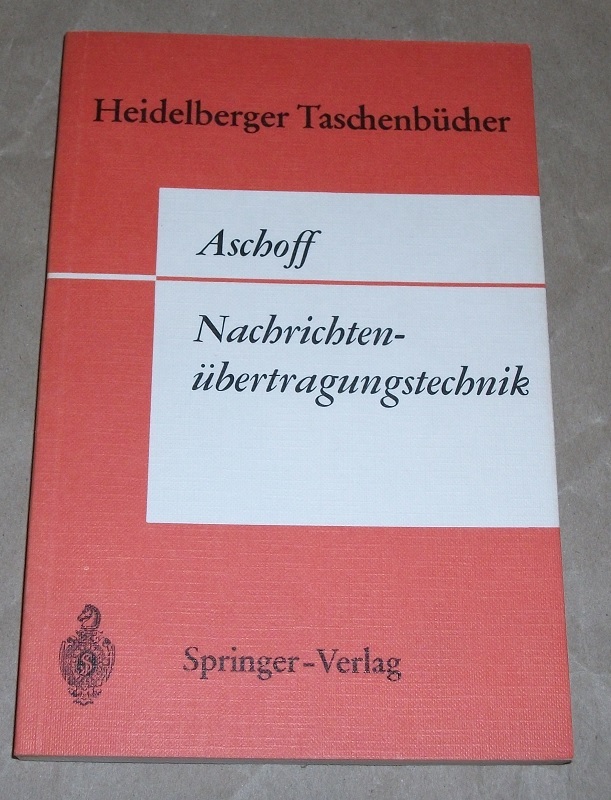 Heidelberger Taschenbücher
Aschoff
Nachrichten-
übertragungstechnik
Springer-Verlag